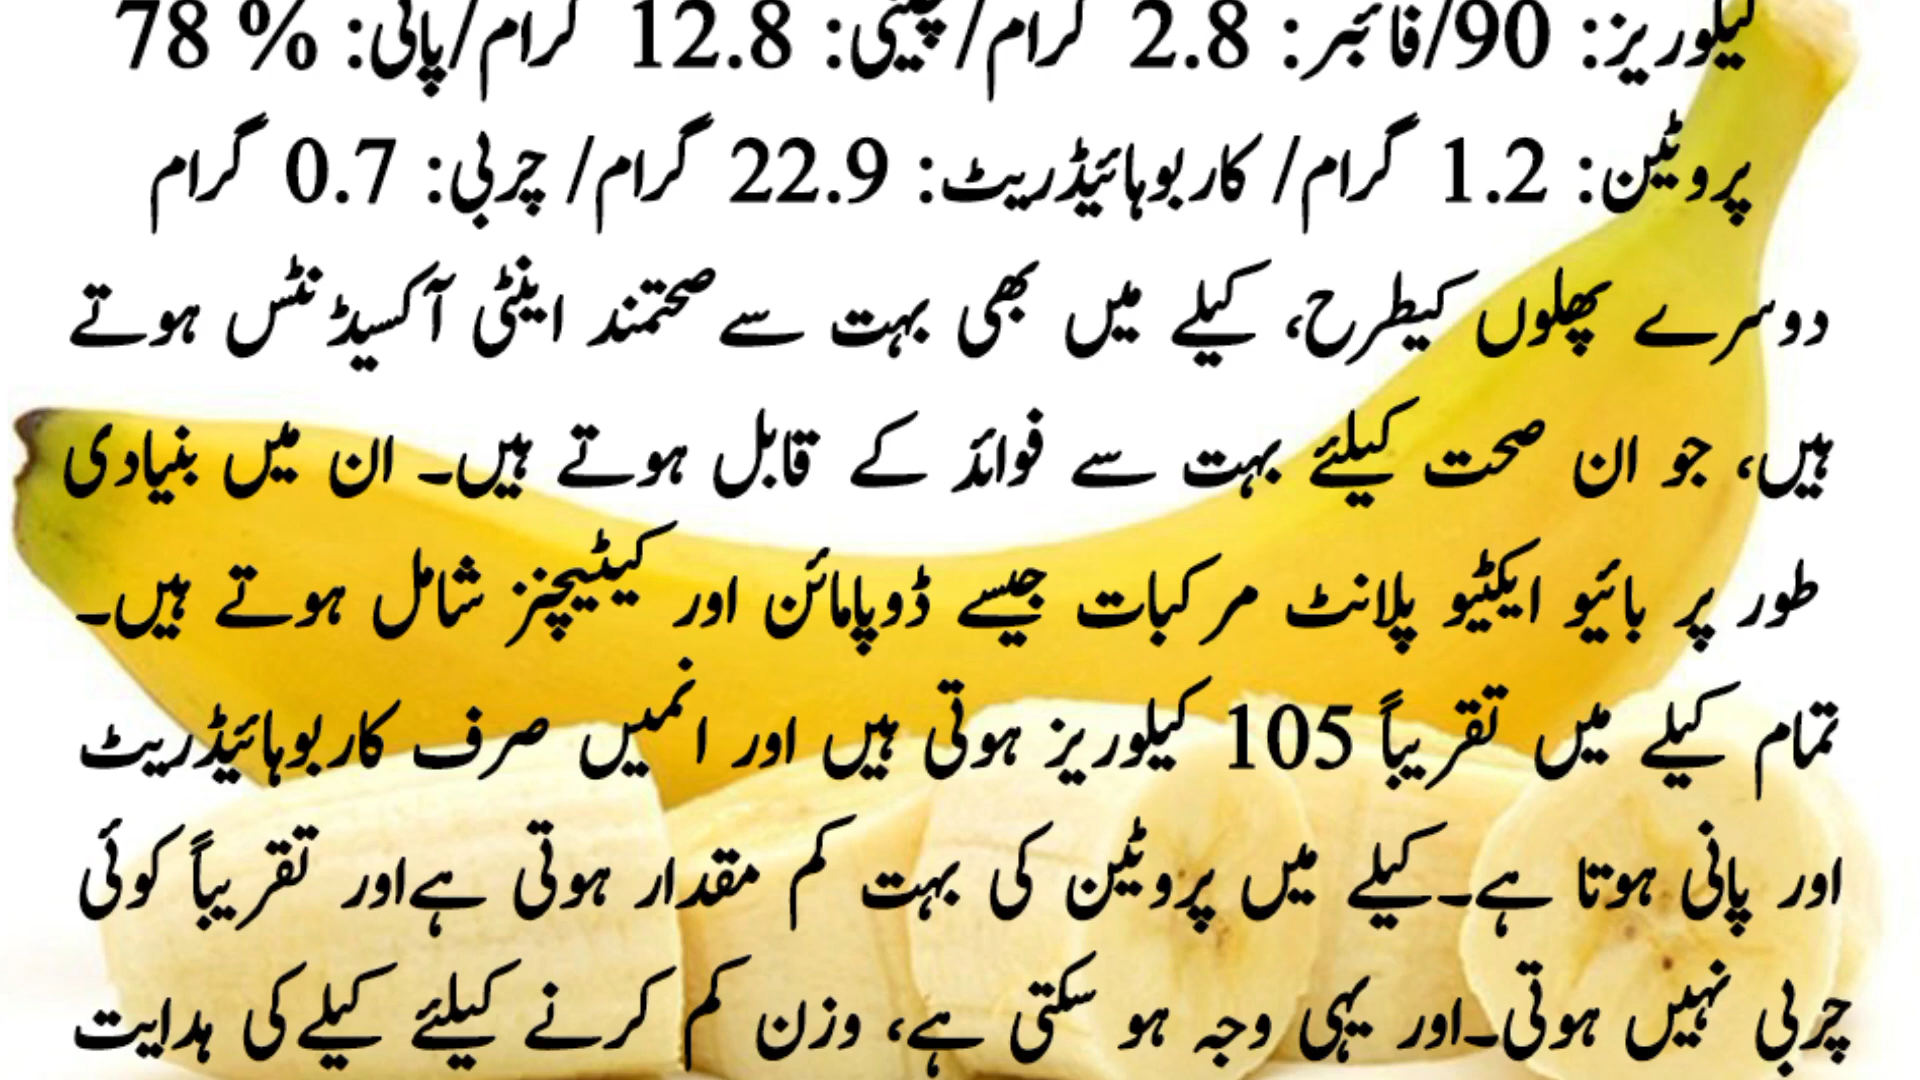 کیلوریز: 90/فائبر: 2.8 گرام/چینی: 12.8 گرام/پانی: % 78
پروٹین: 1.2 گرام/ کاربوہائیڈریٹ: 22.9 گرام/ چربی: 0.7 گرام
دوسرے پھلوں کیطرح، کیلے میں بھی بہت سے صحتمند اینٹی آکسیڈنٹس ہوتے
ہیں، جو ان صحت کیلئے بہت سے فوائد کے قابل ہوتے ہیں۔ ان میں بنیادی
طور پر بائیو ایکٹیو پلانٹ مرکبات جیسے ڈوپامائن اور کیٹیچنز شامل ہوتے ہیں۔
تمام کیلے میں تقریباً 105 کیلوریز ہوتی ہیں اور انمیں صرف کاربوہائیڈریٹ
اور پانی ہوتا ہے۔کیلے میں پروٹین کی بہت کم مقدار ہوتی ہےاور تقریباً کوئی
چربی نہیں ہوتی۔اور یہی وجہ ہو سکتی ہے، وزن کم کرنے کیلئے کیلےکی ہدایت